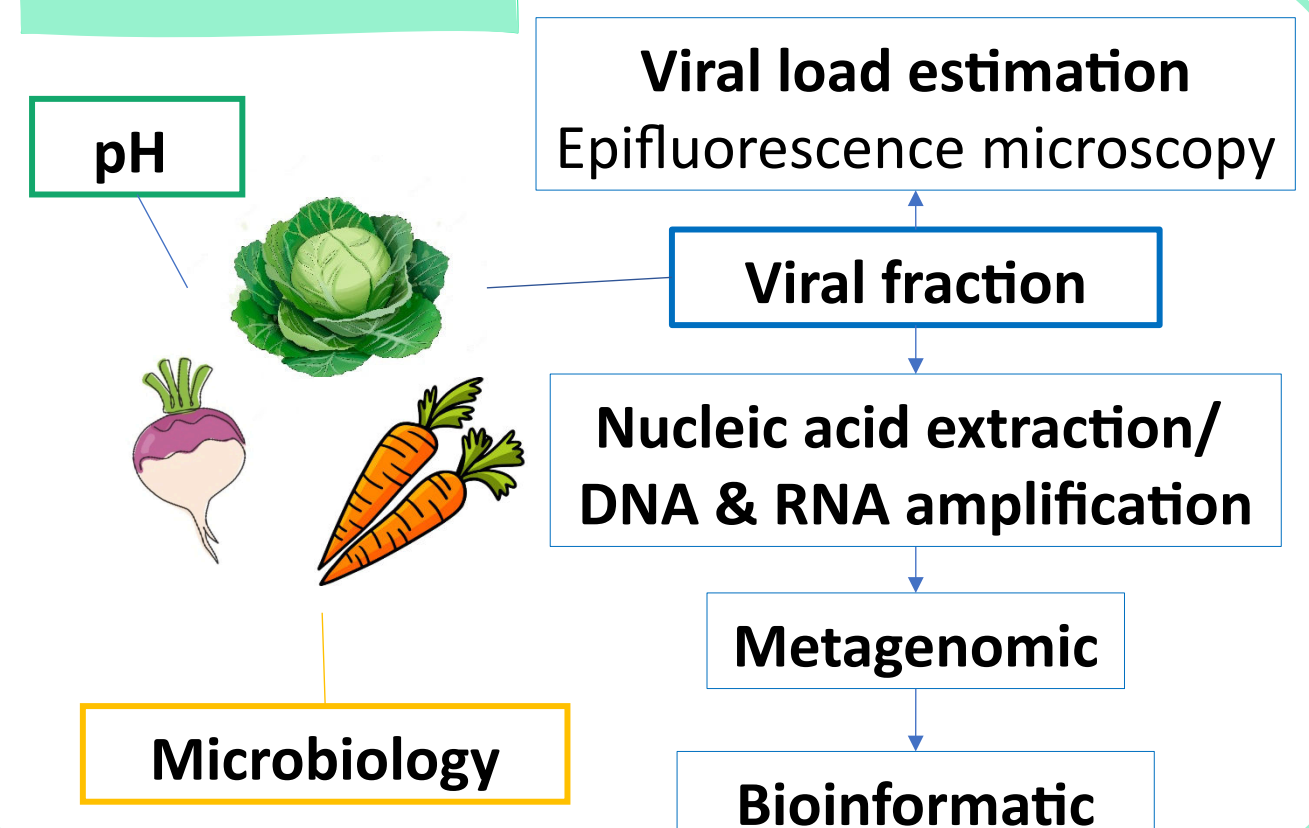 Viral load estimation
Epifluorescence microscopy
pH
Viral fraction
Nucleic acid extraction/
DNA & RNA amplification
Metagenomic
Microbiology
Bioinformatic